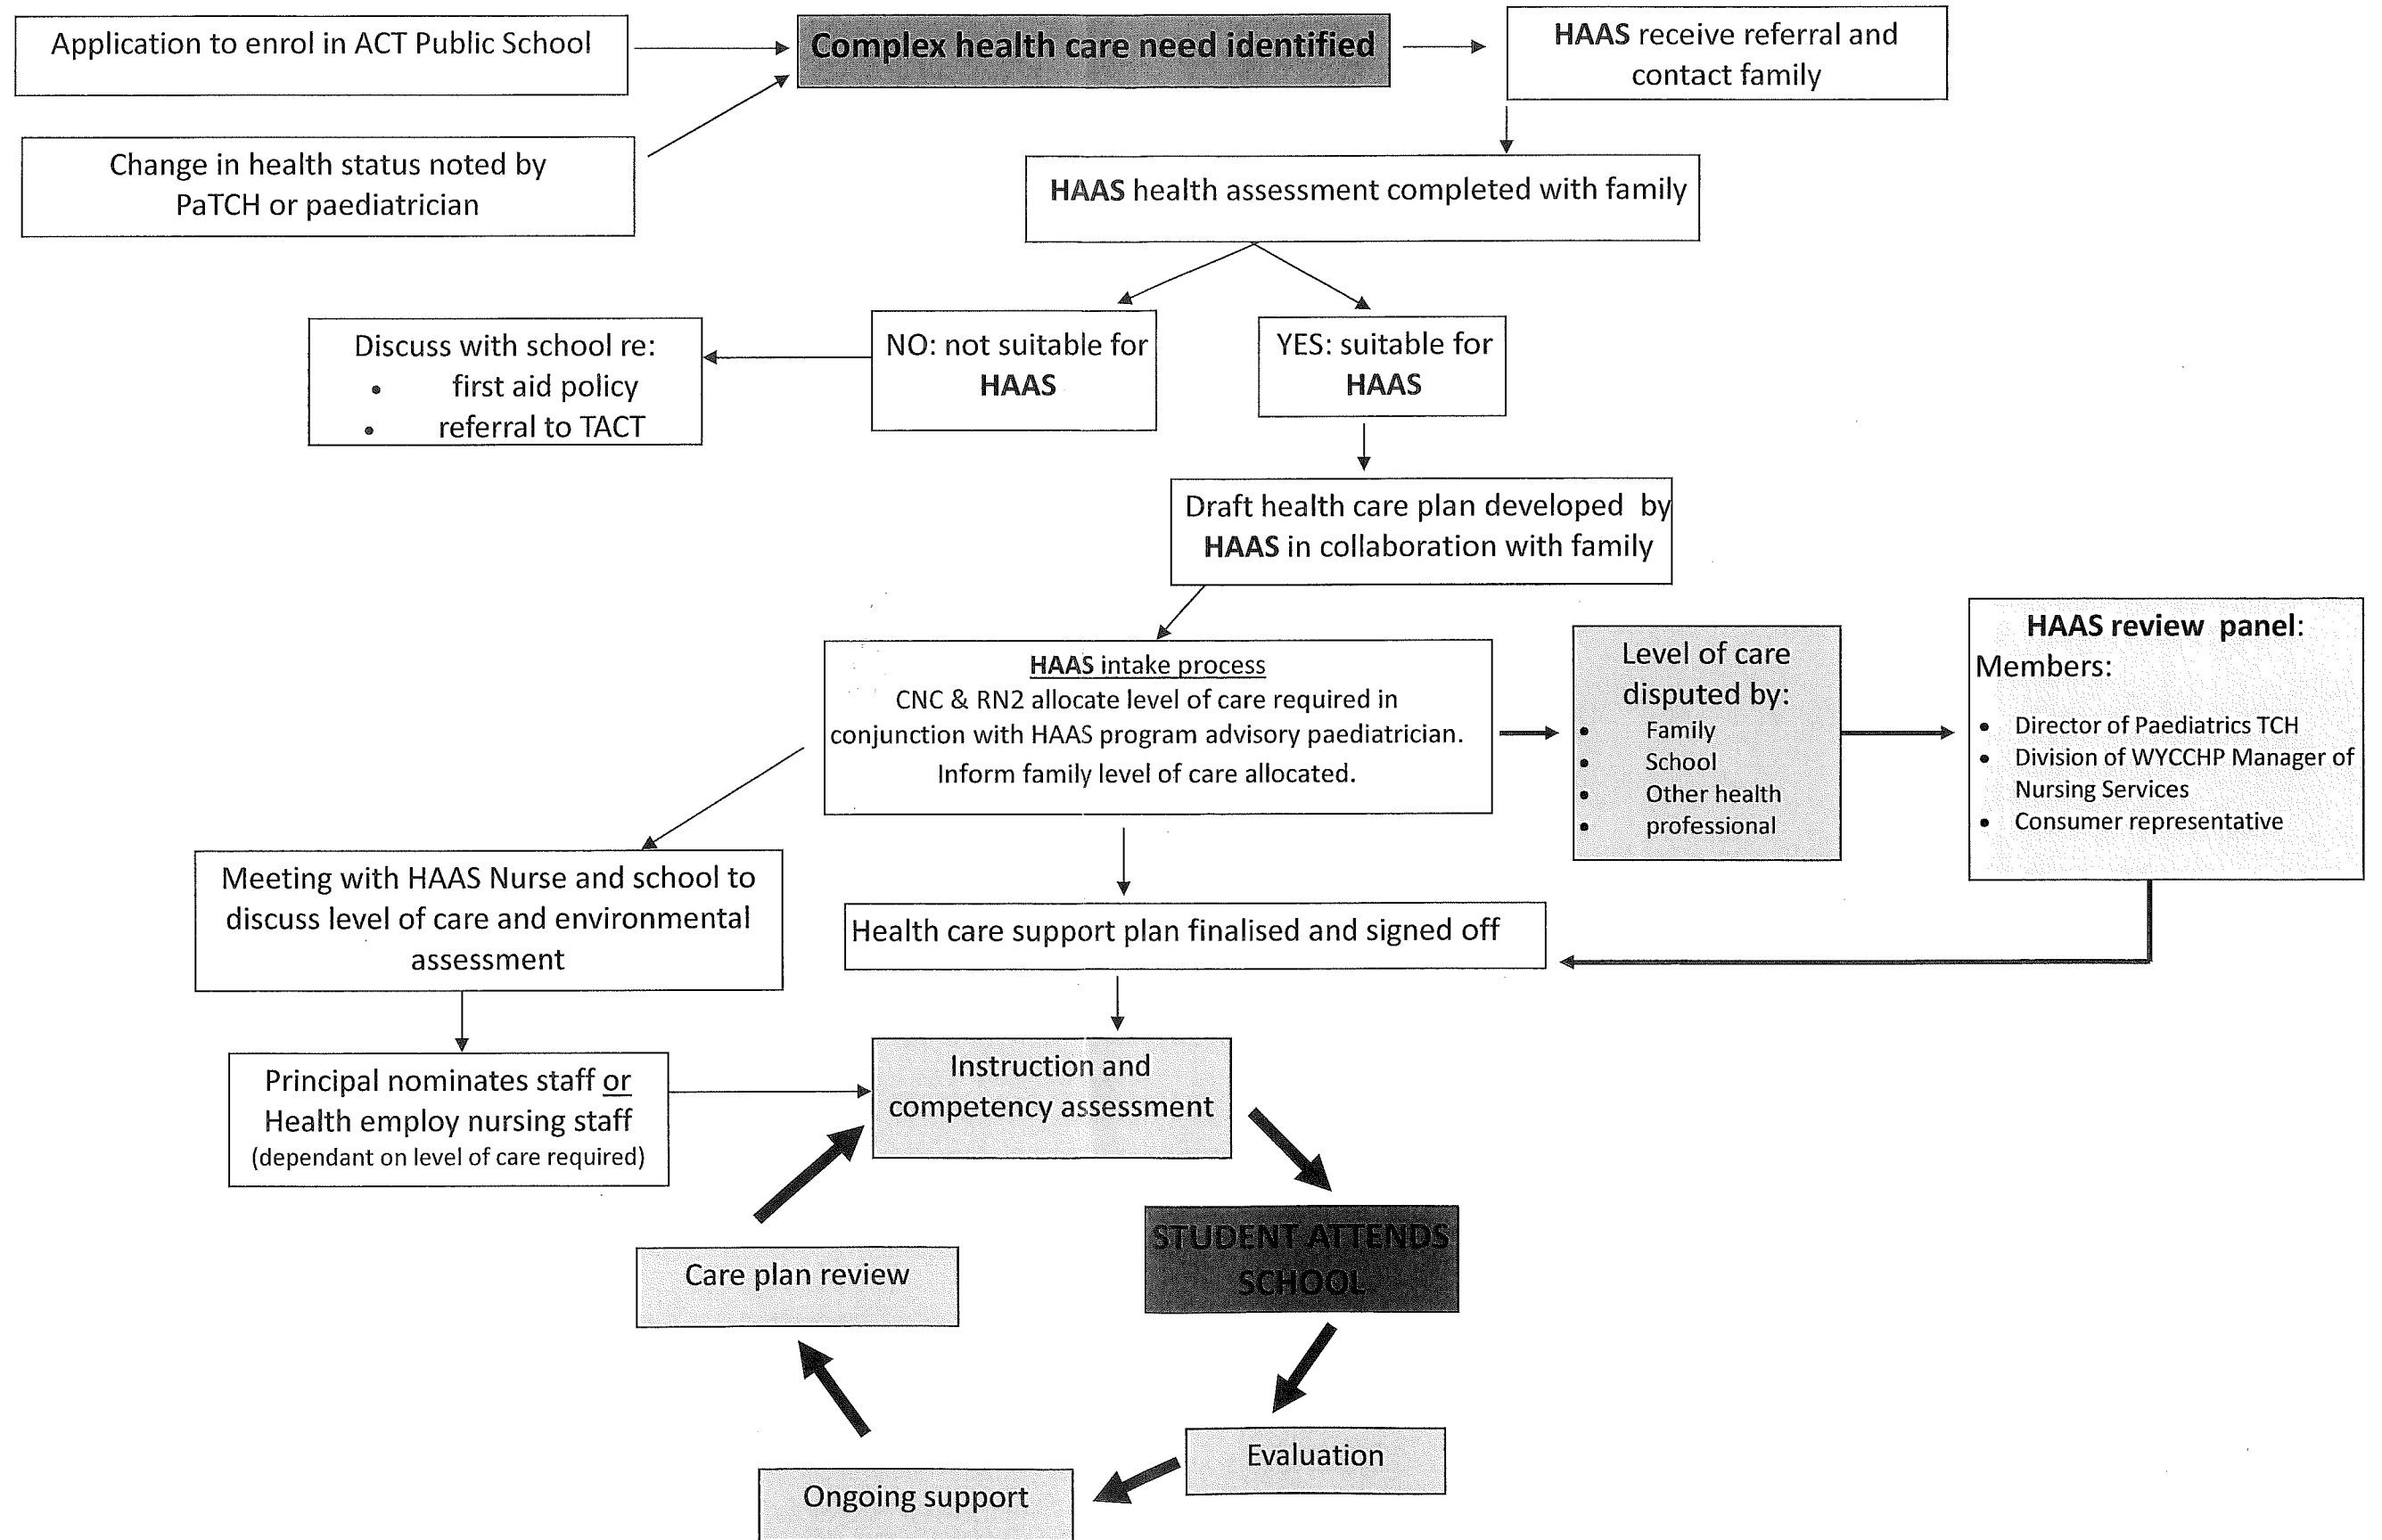 Application to enrol in ACT Public School
Complex health care need identified
HAAS receive referral and
contact family
Change in health status noted by
PaTCH or paediatrician
HAAS health assessment completed with family
Discuss with school re:
• first aid policy
• referral to TACT
NO: not suitable for
HAAS
YES: suitable for
HAAS
Draft health care plan developed by
HAAS in collaboration with family
HAAS intake process
CNC & RN2 allocate level of care required in
conjunction with HAAS program advisory paediatrician.
Inform family level of care allocated.
Level of care
disputed by:
• Family
• School
• Other health
• professional
HAAS review panel:
Members:
• Director of Paediatrics TCH
• Division of WYCCHP Manager of
Nursing Services
• Consumer representative
Meeting with HAAS Nurse and school to
discuss level of care and environmental
assessment
Health care support plan finalised and signed off
Principal nominates staff or
Health employ nursing staff
(dependant on level of care required)
Instruction and
competency assessment
STUDENT ATTENDS
SCHOOL
Care plan review
Evaluation
Ongoing support